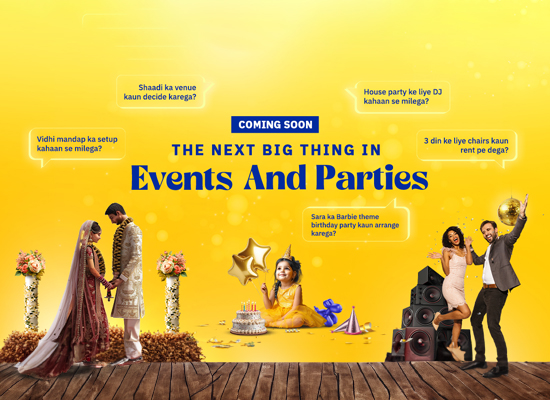 Shaadi ka venue
kaun decide karega?
House party ke liye DJ
kahaan se milega?
COMING SOON
Vidhi mandap ka setup
kahaan se milega?
3 din ke liye chairs kaun
rent pe dega?
THE NEXT BIG THING IN
Events And Parties
Sara ka Barbie theme
birthday party kaun arrange
karega?